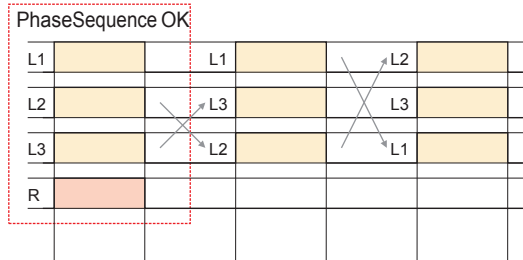 PhaseSequence OK
L1 L1 L2
L2 L3 L3
L3 L2 L1
R